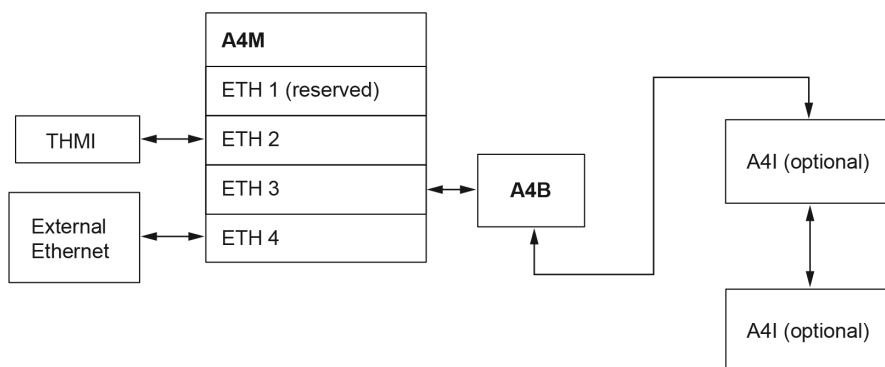 A4M
ETH 1 (reserved)
THMI
ETH 2
ETH 3
A4B
External
Ethernet
ETH 4
A4I (optional)
A4I (optional)